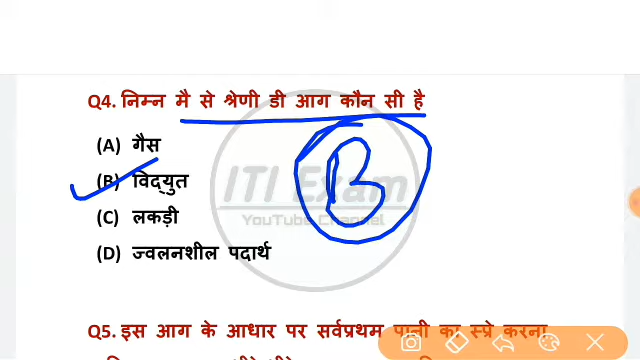 Q4. निम्न मै से श्रेणी डी आग कौन सी है
(A) गैस
(B) विद्युत
(C) लकड़ी
(D) ज्वलनशील पदार्थ
B
ITI Exam
YouTube Channel
Q5. इस आग के आधार पर सर्वप्रथम पानी का स्प्रे करना